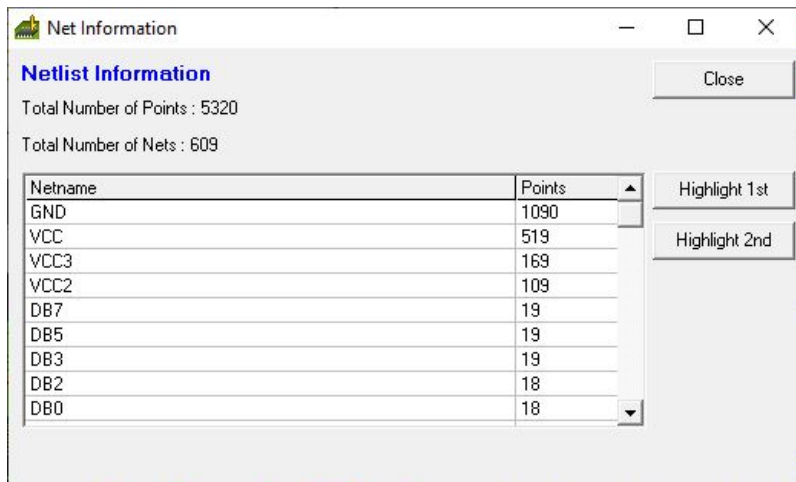 Net Information
Netlist Information
Close
Total Number of Points : 5320
Total Number of Nets : 609
Netname Points
Highlight 1st
GND 1090
VCC 519
Highlight 2nd
VCC3 169
VCC2 109
DB7 19
DB5 19
DB3 19
DB2 18
DB0 18